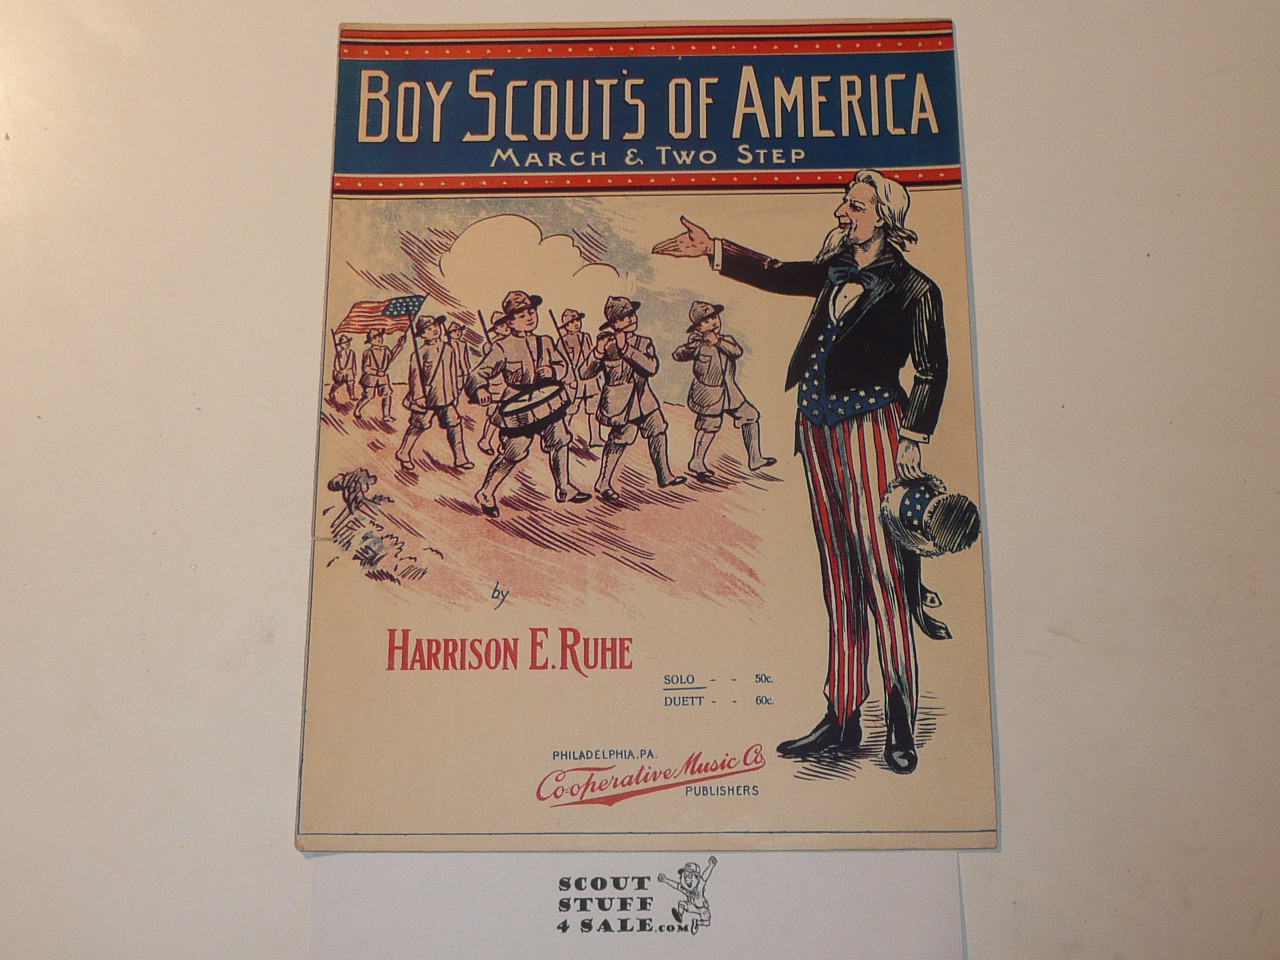 BOY SCOUT'S OF AMERICA
MARCH & TWO STEP
by
HARRISON E. RUHE
SOLO - - 50c.
DUETT - - 60c.
PHILADELPHIA, PA.
Co-operative Music Co.
PUBLISHERS
SCOUT
STUFF
4 SALE.COM